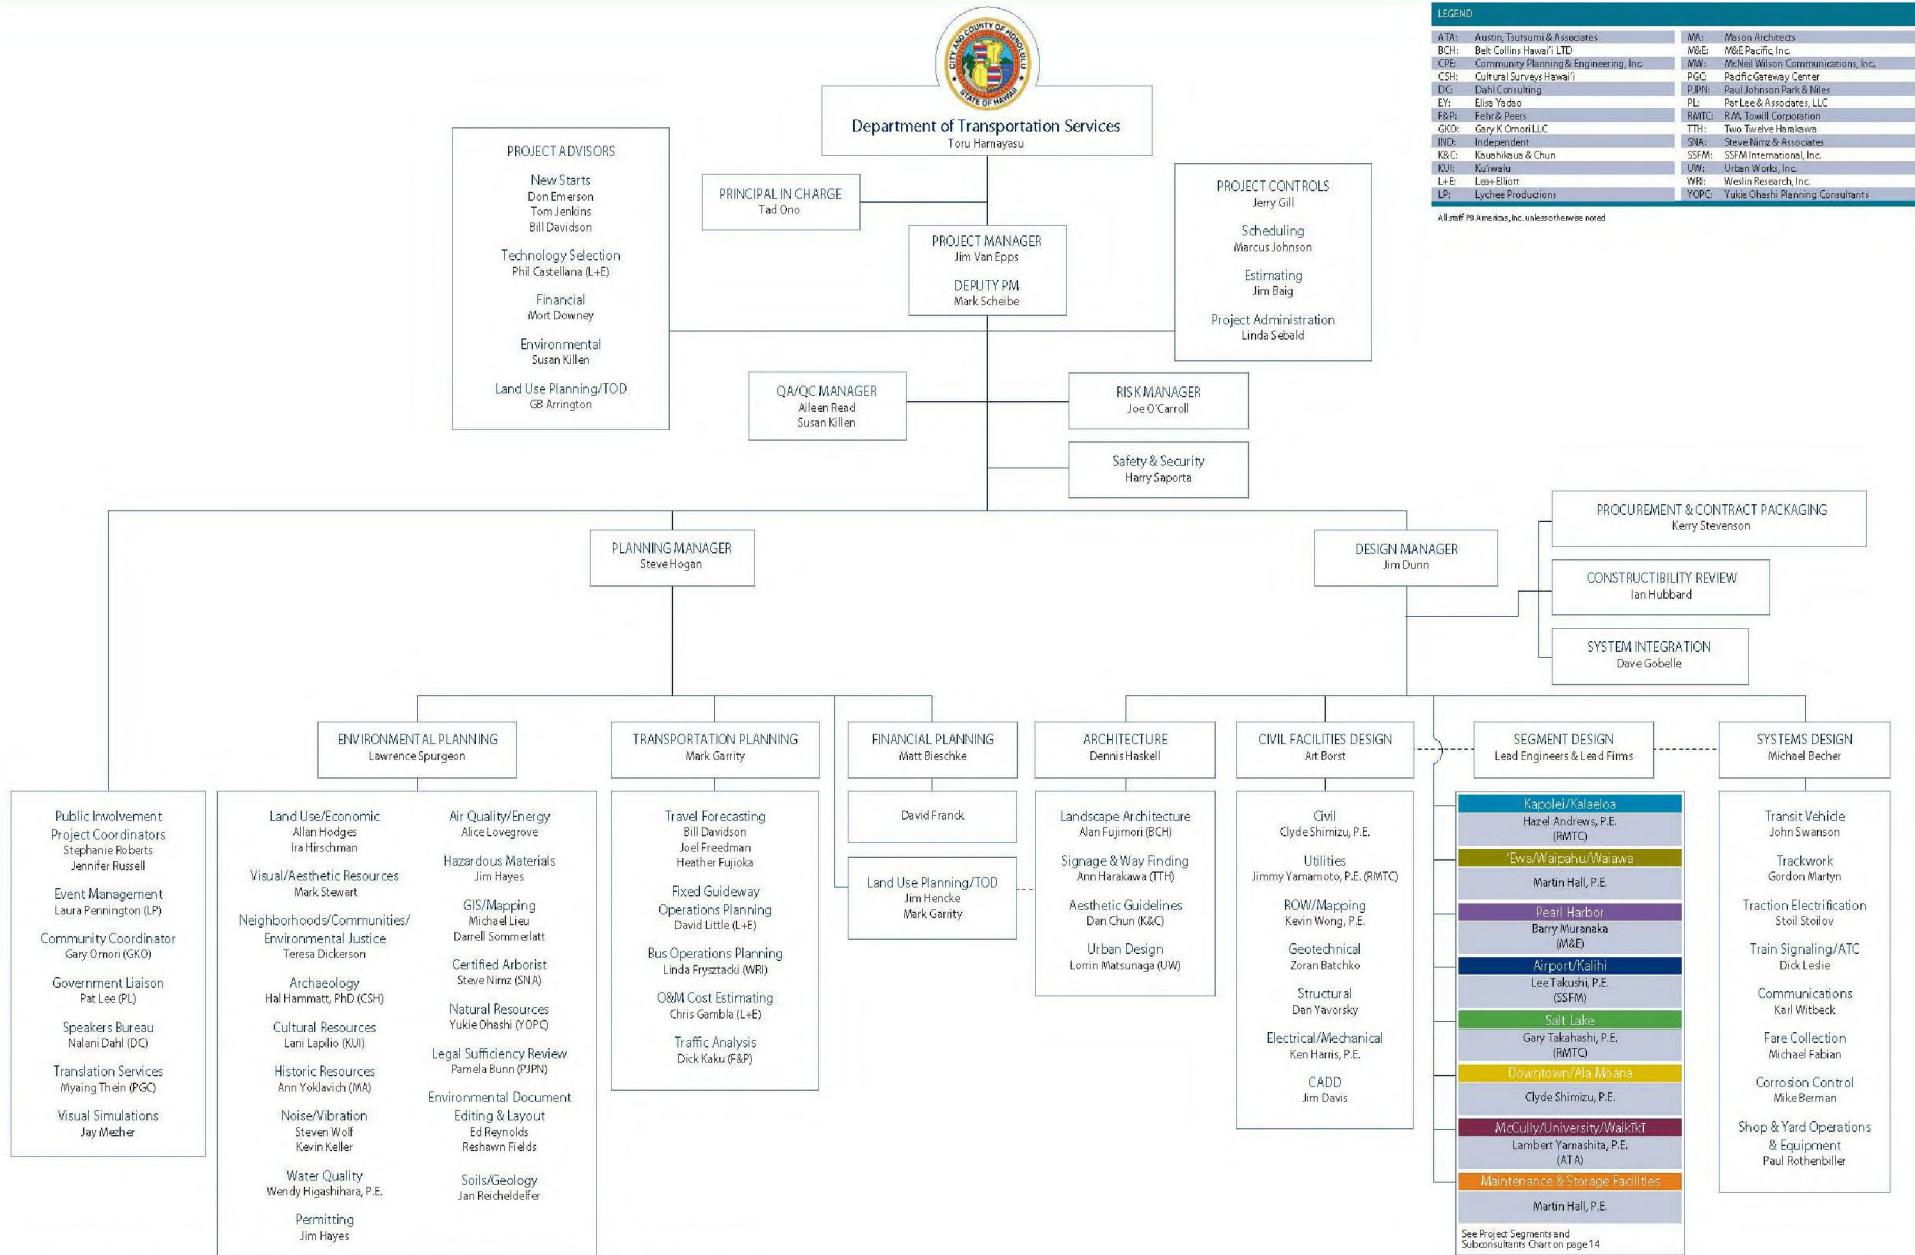 CITY AND COUNTY OF HONOLULU
STATE OF HAWAII
Department of Transportation Services
Toru Hamayasu
LEGEND
ATA: Austin, Tsutsumi & Associates
BCH: Belt Collins Hawai'i LTD
CPE: Community Planning & Engineering, Inc.
CSH: Cultural Surveys Hawai'i
DC: Dahl Consulting
EY: Elisa Yadao
F&P: Fehr & Peers
GKO: Gary K Omori LLC
IND: Independent
K&C: Kauahikaua & Chun
KUI: Ku'iwalu
L+E: Lea+Elliott
LP: Lychee Productions
MA: Mason Architects
M&E: M&E Pacific, Inc.
MW: McNeil Wilson Communications, Inc.
PGC: Pacific Gateway Center
PJPN: Paul Johnson Park & Niles
PL: Pat Lee & Associates, LLC
RMTC: R.M. Towill Corporation
TTH: Two Twelve Harakawa
SNA: Steve Nimz & Associates
SSFM: SSFM International, Inc.
UW: Urban Works, Inc.
WRI: Weslin Research, Inc.
YOPC: Yukie Ohashi Planning Consultants
All staff PB Americas, Inc. unless otherwise noted
PROJECT ADVISORS
New Starts
Don Emerson
Tom Jenkins
Bill Davidson
Technology Selection
Phil Castellana (L+E)
Financial
Mort Downey
Environmental
Susan Killen
Land Use Planning/TOD
GB Arrington
PRINCIPAL IN CHARGE
Tad Ono
PROJECT MANAGER
Jim Van Epps
DEPUTY PM
Mark Scheibe
PROJECT CONTROLS
Jerry Gill
Scheduling
Marcus Johnson
Estimating
Jim Baig
Project Administration
Linda Sebald
QA/QC MANAGER
Aileen Read
Susan Killen
RISK MANAGER
Joe O'Carroll
Safety & Security
Harry Saporta
PLANNING MANAGER
Steve Hogan
DESIGN MANAGER
Jim Dunn
PROCUREMENT & CONTRACT PACKAGING
Kerry Stevenson
CONSTRUCTIBILITY REVIEW
Ian Hubbard
SYSTEM INTEGRATION
Dave Gobelle
Public Involvement
Project Coordinators
Stephanie Roberts
Jennifer Russell
Event Management
Laura Pennington (LP)
Community Coordinator
Gary Omori (GKO)
Government Liaison
Pat Lee (PL)
Speakers Bureau
Nalani Dahl (DC)
Translation Services
Myaing Thein (PGC)
Visual Simulations
Jay Mezher
ENVIRONMENTAL PLANNING
Lawrence Spurgeon
Land Use/Economic
Allan Hodges
Ira Hirschman
Visual/Aesthetic Resources
Mark Stewart
Neighborhoods/Communities/
Environmental Justice
Teresa Dickerson
Archaeology
Hal Hammatt, PhD (CSH)
Cultural Resources
Lani Lapilio (KUI)
Historic Resources
Ann Yoklavich (MA)
Noise/Vibration
Steven Wolf
Kevin Keller
Water Quality
Wendy Higashihara, P.E.
Permitting
Jim Hayes
Air Quality/Energy
Alice Lovegrove
Hazardous Materials
Jim Hayes
GIS/Mapping
Michael Lieu
Darrell Sommerlatt
Certified Arborist
Steve Nimz (SNA)
Natural Resources
Yukie Ohashi (YOPC)
Legal Sufficiency Review
Pamela Bunn (PJPN)
Environmental Document
Editing & Layout
Ed Reynolds
Reshawn Fields
Soils/Geology
Jan Reicheldelfer
TRANSPORTATION PLANNING
Mark Garrity
Travel Forecasting
Bill Davidson
Joel Freedman
Heather Fujioka
Fixed Guideway
Operations Planning
David Little (L+E)
Bus Operations Planning
Linda Frysztacki (WRI)
O&M Cost Estimating
Chris Gambla (L+E)
Traffic Analysis
Dick Kaku (F&P)
FINANCIAL PLANNING
Matt Bieschke
David Franck
Land Use Planning/TOD
Jim Hencke
Mark Garrity
ARCHITECTURE
Dennis Haskell
Landscape Architecture
Alan Fujimori (BCH)
Signage & Way Finding
Ann Harakawa (TTH)
Aesthetic Guidelines
Dan Chun (K&C)
Urban Design
Lorrin Matsunaga (UW)
CIVIL FACILITIES DESIGN
Art Borst
Civil
Clyde Shimizu, P.E.
Utilities
Jimmy Yamamoto, P.E. (RMTC)
ROW/Mapping
Kevin Wong, P.E.
Geotechnical
Zoran Batchko
Structural
Dan Yavorsky
Electrical/Mechanical
Ken Harris, P.E.
CADD
Jim Davis
SEGMENT DESIGN
Lead Engineers & Lead Firms
Kapolei/Kalaeloa
Hazel Andrews, P.E.
(RMTC)
'Ewa/Waipahu/Waiawa
Martin Hall, P.E.
Pearl Harbor
Barry Muranaka
(M&E)
Airport/Kalihi
Lee Takushi, P.E.
(SSFM)
Salt Lake
Gary Takahashi, P.E.
(RMTC)
Downtown/Ala Moana
Clyde Shimizu, P.E.
McCully/University/Waikīkī
Lambert Yamashita, P.E.
(ATA)
Maintenance & Storage Facilities
Martin Hall, P.E.
See Project Segments and
Subconsultants Chart on page 14
SYSTEMS DESIGN
Michael Becher
Transit Vehicle
John Swanson
Trackwork
Gordon Martyn
Traction Electrification
Stoil Stoilov
Train Signaling/ATC
Dick Leslie
Communications
Karl Witbeck
Fare Collection
Michael Fabian
Corrosion Control
Mike Berman
Shop & Yard Operations
& Equipment
Paul Rothenbiller